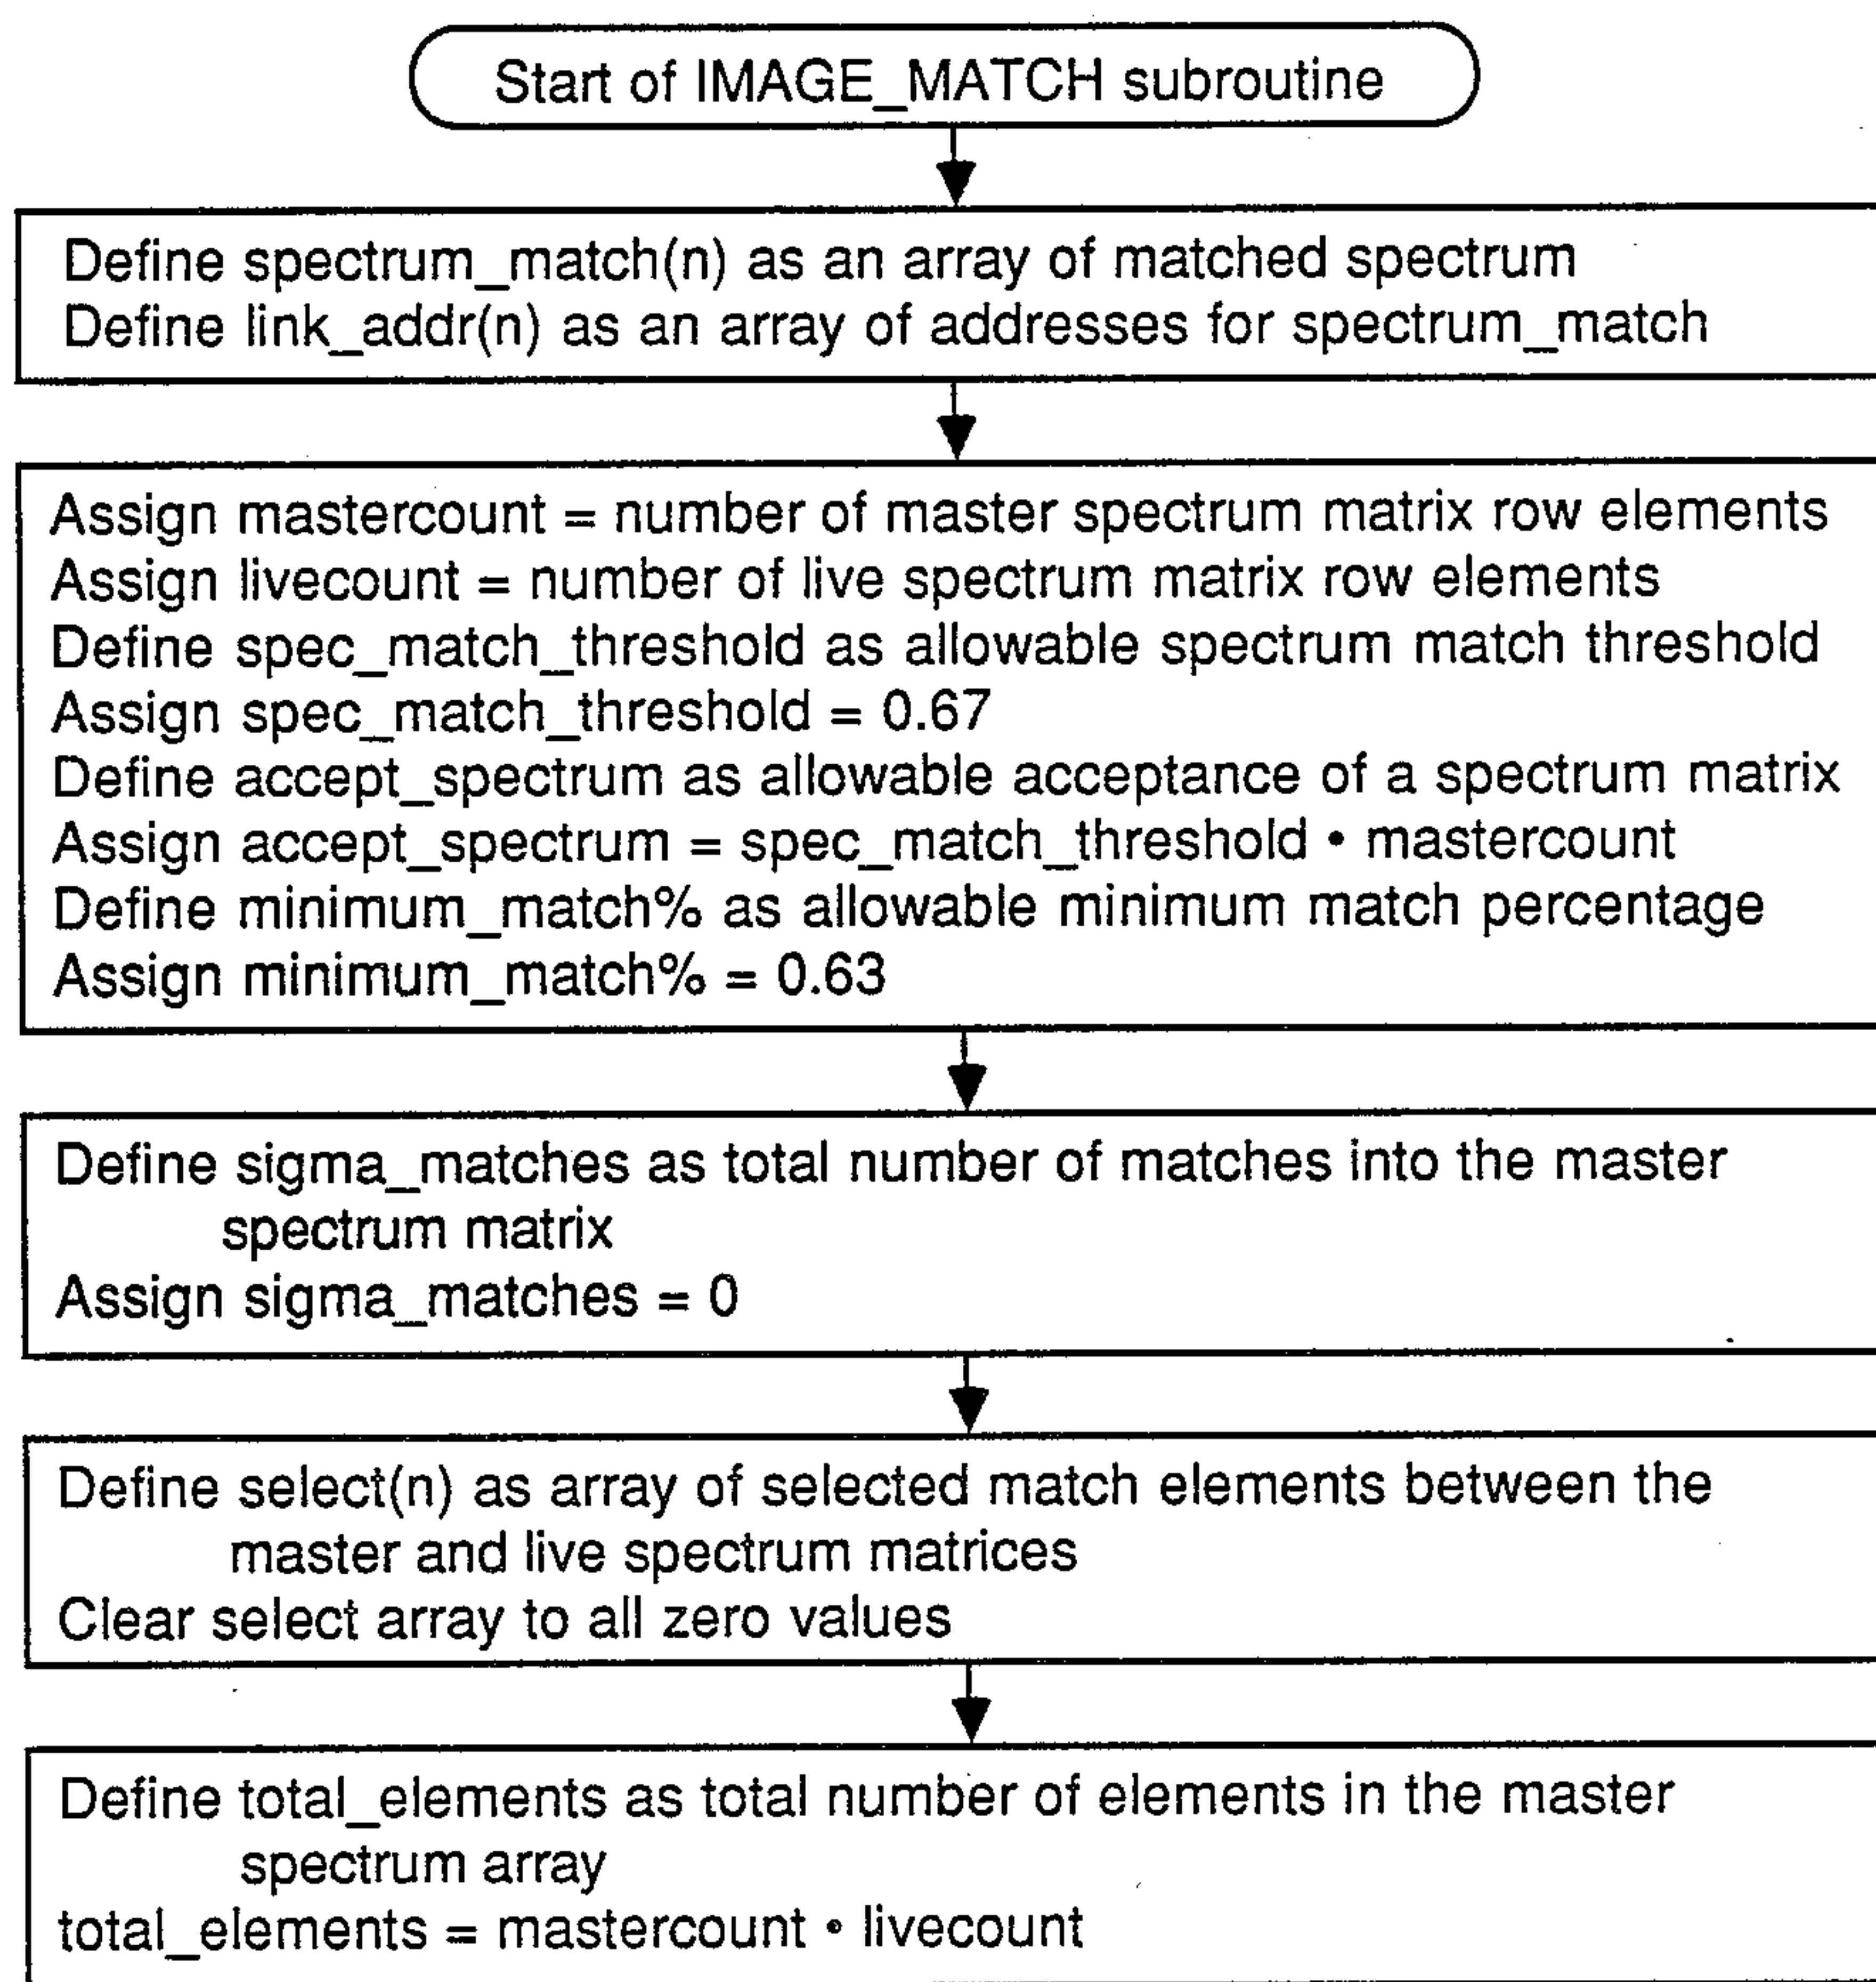 Start of IMAGE_MATCH subroutine
Define spectrum_match(n) as an array of matched spectrum
Define link_addr(n) as an array of addresses for spectrum_match
Assign mastercount = number of master spectrum matrix row elements
Assign livecount = number of live spectrum matrix row elements
Define spec_match_threshold as allowable spectrum match threshold
Assign spec_match_threshold = 0.67
Define accept_spectrum as allowable acceptance of a spectrum matrix
Assign accept_spectrum = spec_match_threshold • mastercount
Define minimum_match% as allowable minimum match percentage
Assign minimum_match% = 0.63
Define sigma_matches as total number of matches into the master
spectrum matrix
Assign sigma_matches = 0
Define select(n) as array of selected match elements between the
master and live spectrum matrices
Clear select array to all zero values
Define total_elements as total number of elements in the master
spectrum array
total_elements = mastercount • livecount